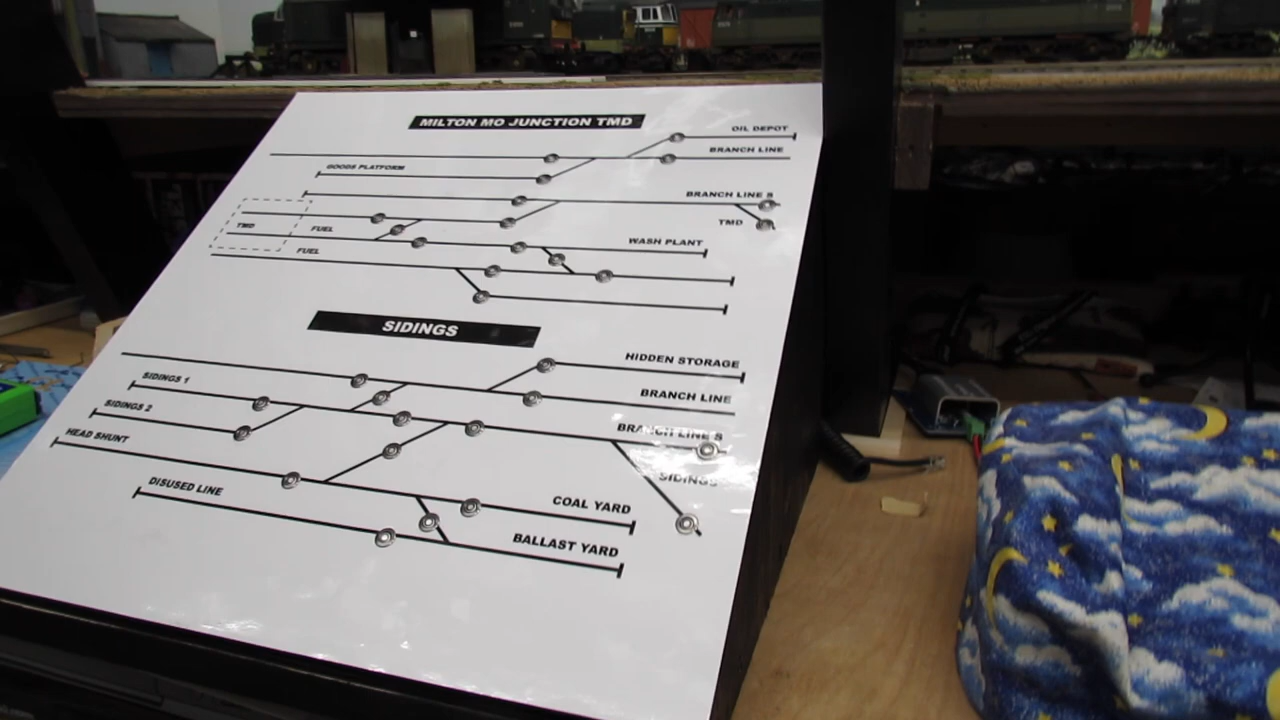 MILTON MO JUNCTION TMD
OIL DEPOT
BRANCH LINE
GOODS PLATFORM
BRANCH LINE S
TMD
TMD
FUEL
WASH PLANT
FUEL
SIDINGS
HIDDEN STORAGE
SIDINGS 1
BRANCH LINE
SIDINGS 2
BRANCH LINE S
HEAD SHUNT
SIDINGS
DISUSED LINE
COAL YARD
BALLAST YARD